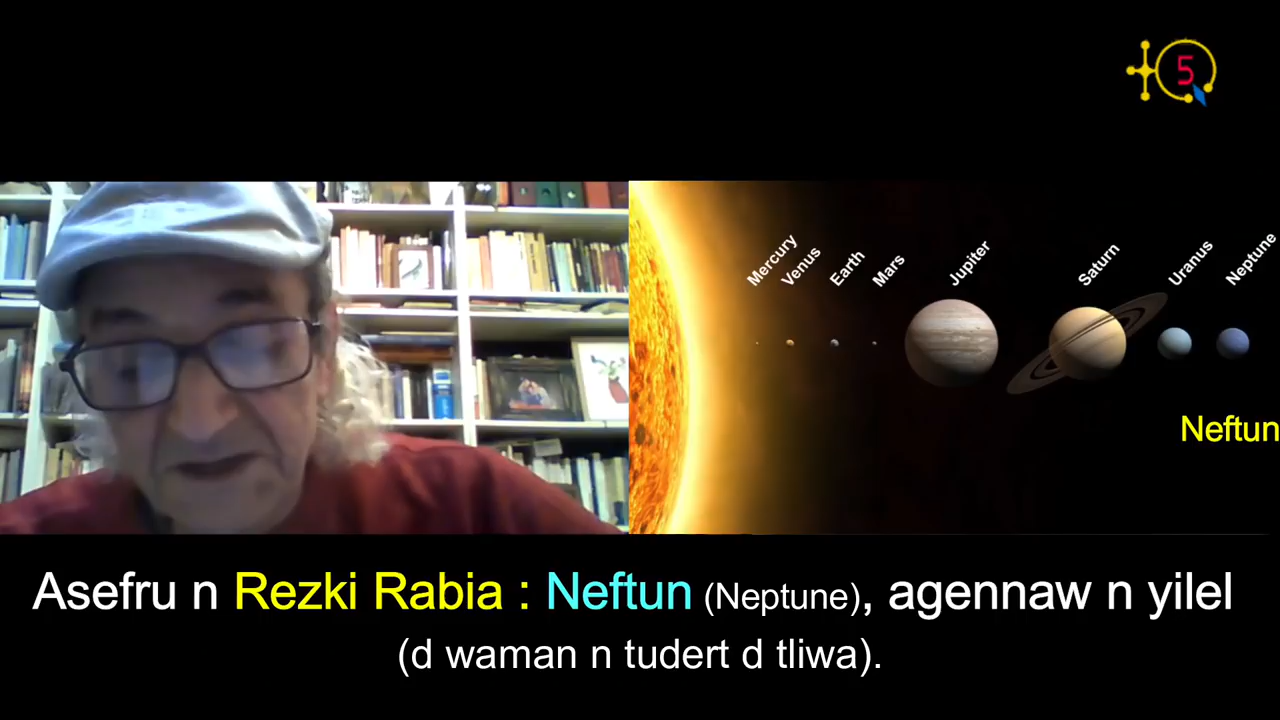 5
Mercury
Venus
Earth
Mars
Jupiter
Saturn
Uranus
Neptune
Neftun
Asefru n Rezki Rabia : Neftun (Neptune), agennaw n yilel
(d waman n tudert d tliwa).